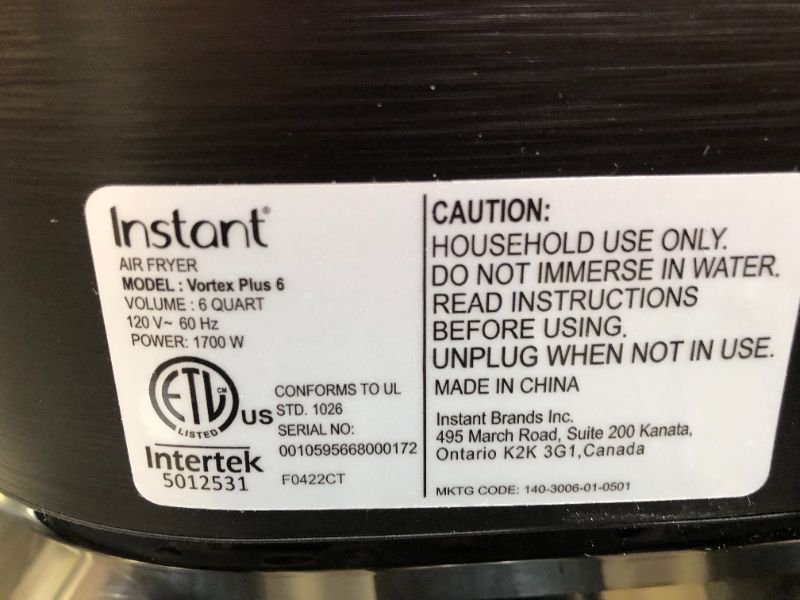 Instant®
AIR FRYER
MODEL : Vortex Plus 6
VOLUME : 6 QUART
120 V~ 60 Hz
POWER: 1700 W
ETL CM
LISTED
US
Intertek
5012531
CONFORMS TO UL
STD. 1026
SERIAL NO:
0010595668000172
F0422CT
CAUTION:
HOUSEHOLD USE ONLY.
DO NOT IMMERSE IN WATER.
READ INSTRUCTIONS
BEFORE USING.
UNPLUG WHEN NOT IN USE.
MADE IN CHINA
Instant Brands Inc.
495 March Road, Suite 200 Kanata,
Ontario K2K 3G1,Canada
MKTG CODE: 140-3006-01-0501